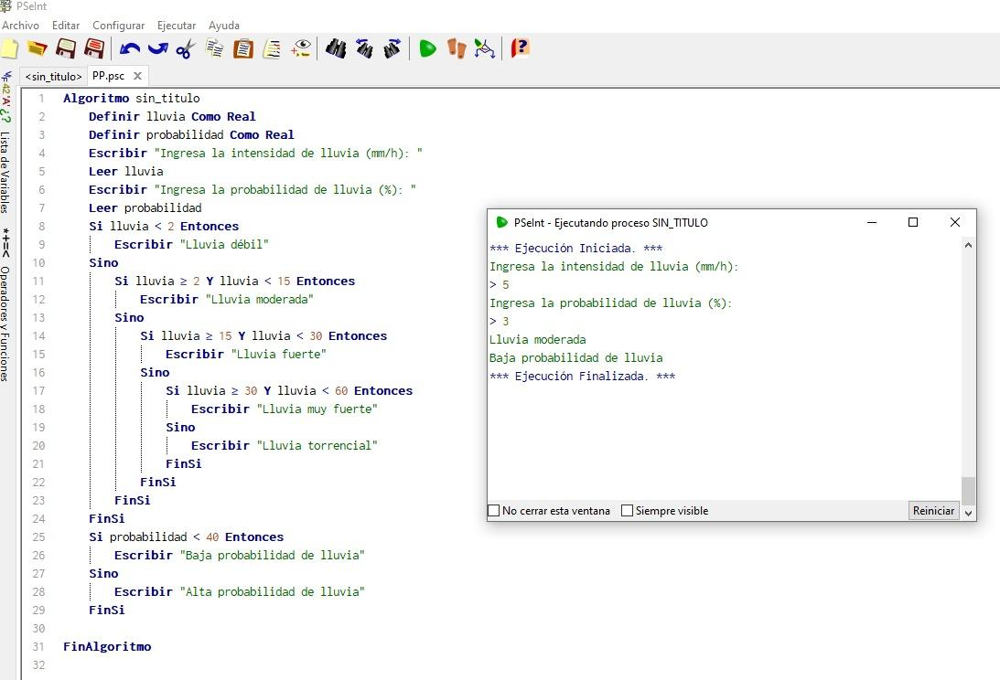 PSeInt
Archivo Editar Configurar Ejecutar Ayuda
<sin_titulo> PP.psc
Lista de Variables
Operadores y Funciones
1 Algoritmo sin_titulo
2 Definir lluvia Como Real
3 Definir probabilidad Como Real
4 Escribir "Ingresa la intensidad de lluvia (mm/h): "
5 Leer lluvia
6 Escribir "Ingresa la probabilidad de lluvia (%): "
7 Leer probabilidad
8 Si lluvia < 2 Entonces
9 Escribir "Lluvia débil"
10 Sino
11 Si lluvia ≥ 2 Y lluvia < 15 Entonces
12 Escribir "Lluvia moderada"
13 Sino
14 Si lluvia ≥ 15 Y lluvia < 30 Entonces
15 Escribir "Lluvia fuerte"
16 Sino
17 Si lluvia ≥ 30 Y lluvia < 60 Entonces
18 Escribir "Lluvia muy fuerte"
19 Sino
20 Escribir "Lluvia torrencial"
21 FinSi
22 FinSi
23 FinSi
24 FinSi
25 Si probabilidad < 40 Entonces
26 Escribir "Baja probabilidad de lluvia"
27 Sino
28 Escribir "Alta probabilidad de lluvia"
29 FinSi
30
31 FinAlgoritmo
32
PSeInt - Ejecutando proceso SIN_TITULO
*** Ejecución Iniciada. ***
Ingresa la intensidad de lluvia (mm/h):
> 5
Ingresa la probabilidad de lluvia (%):
> 3
Lluvia moderada
Baja probabilidad de lluvia
*** Ejecución Finalizada. ***
No cerrar esta ventana Siempre visible Reiniciar